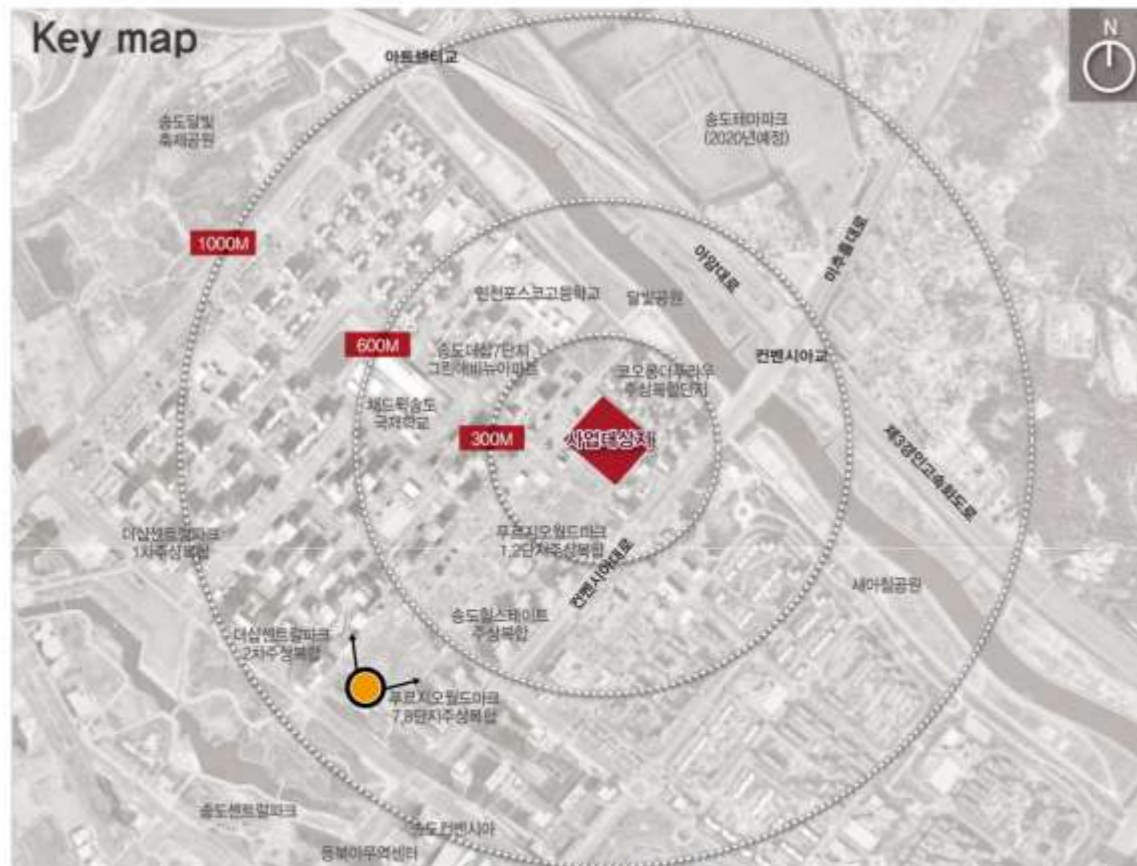 Key map
N
아트센터교
송도달빛
축제공원
송도테마파크
(2020년예정)
1000M
미추홀대로
아암대로
인천포스코고등학교
달빛공원
600M
송도더샵7단지
그린애비뉴아파트
컨벤시아교
코오롱더푸라우
주상복합단지
채드윅송도
국제학교
300M
사업대상지
제3경인고속화도로
더샵센트럴파크
1차주상복합
푸르지오월드마크
1,2단지주상복합
컨벤시아대로
새아침공원
송도힐스테이트
주상복합
더샵센트럴파크
2차주상복합
푸르지오월드마크
7,8단지주상복합
송도센트럴파크
송도컨벤시아
동북아무역센터